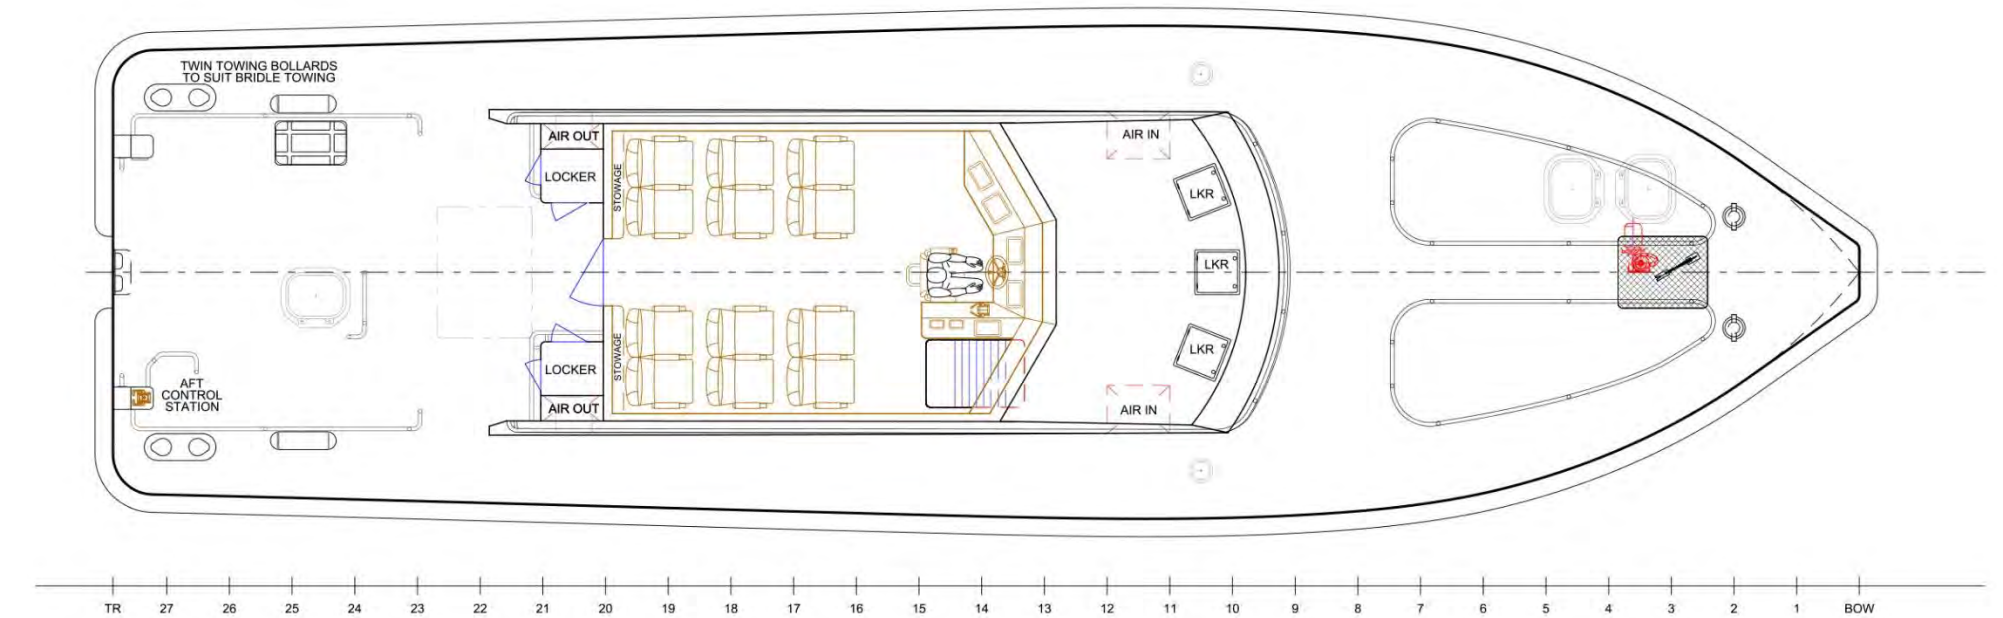 TWIN TOWING BOLLARDS
TO SUIT BRIDLE TOWING
AIR OUT
LOCKER
STOWAGE
AIR IN
LKR
LKR
LKR
STOWAGE
LOCKER
AIR OUT
AIR IN
AFT
CONTROL
STATION
TR 27 26 25 24 23 22 21 20 19 18 17 16 15 14 13 12 11 10 9 8 7 6 5 4 3 2 1 BOW